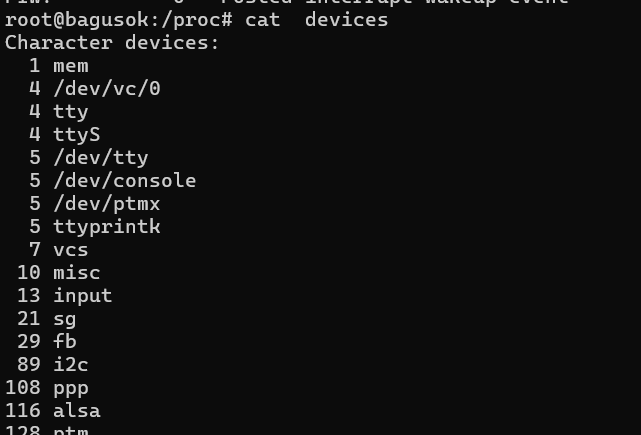 PIW: 0 Posted-interrupt wakeup event
root@bagusok:/proc# cat  devices
Character devices:
  1 mem
  4 /dev/vc/0
  4 tty
  4 ttyS
  5 /dev/tty
  5 /dev/console
  5 /dev/ptmx
  5 ttyprintk
  7 vcs
 10 misc
 13 input
 21 sg
 29 fb
 89 i2c
108 ppp
116 alsa
128 ptm